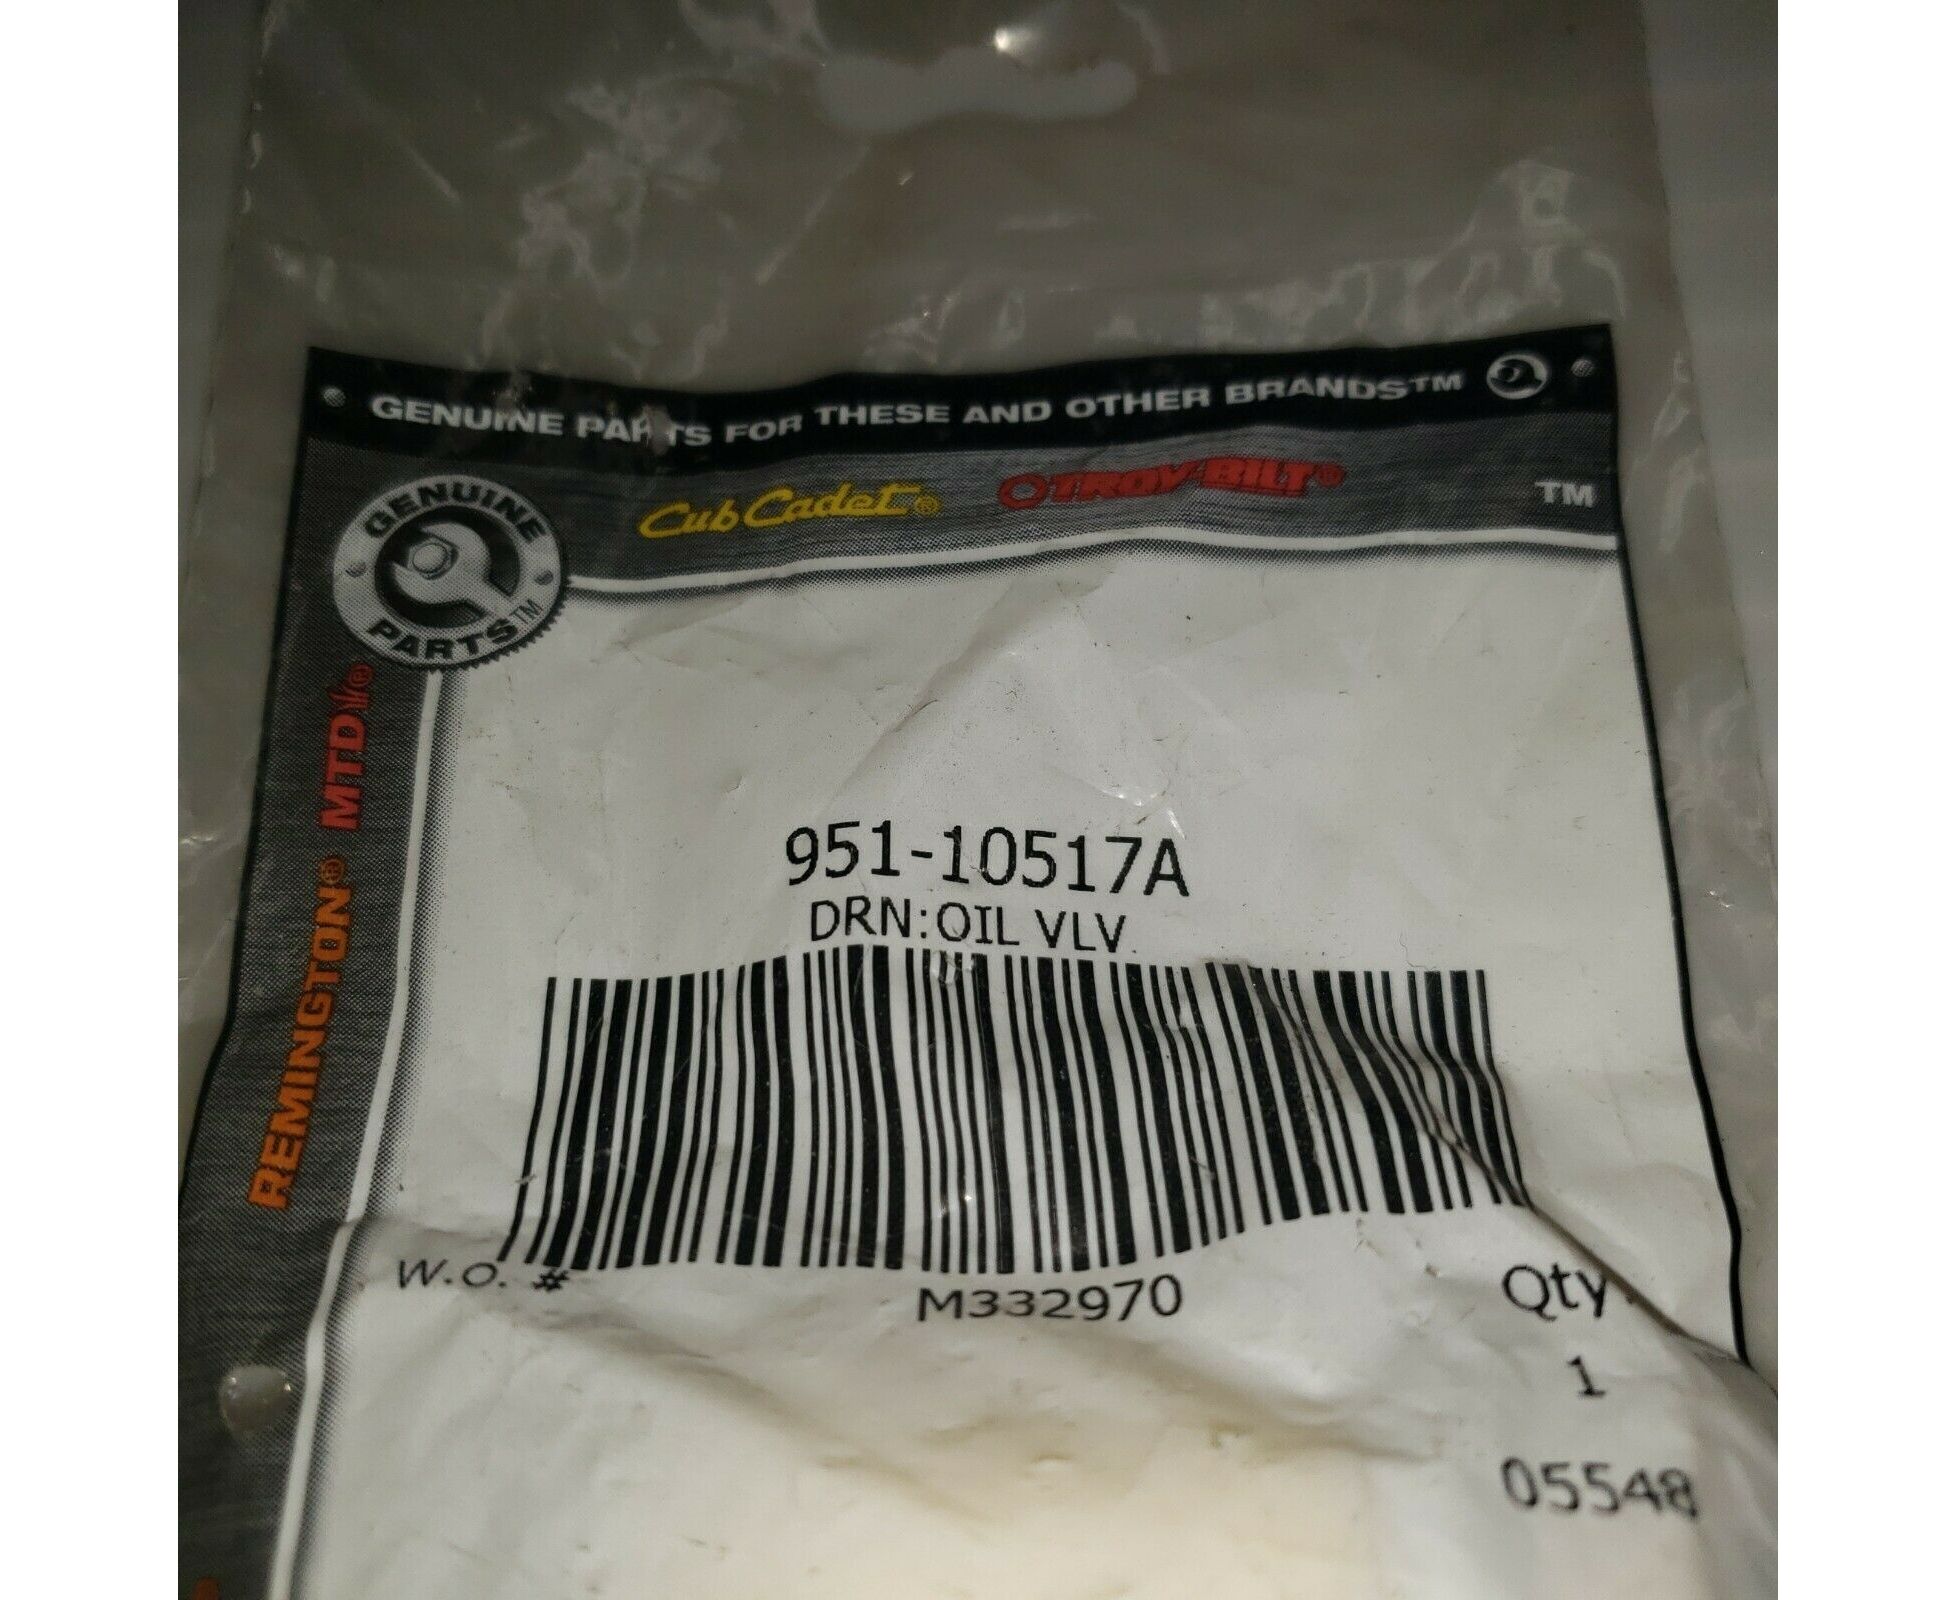 GENUINE PARTS FOR THESE AND OTHER BRANDS™
Cub Cadet® TROY-BILT® TM
GENUINE
PARTS™
MTD®
REMINGTON®
951-10517A
DRN:OIL VLV
W.O. # M332970 Qty
1
05548